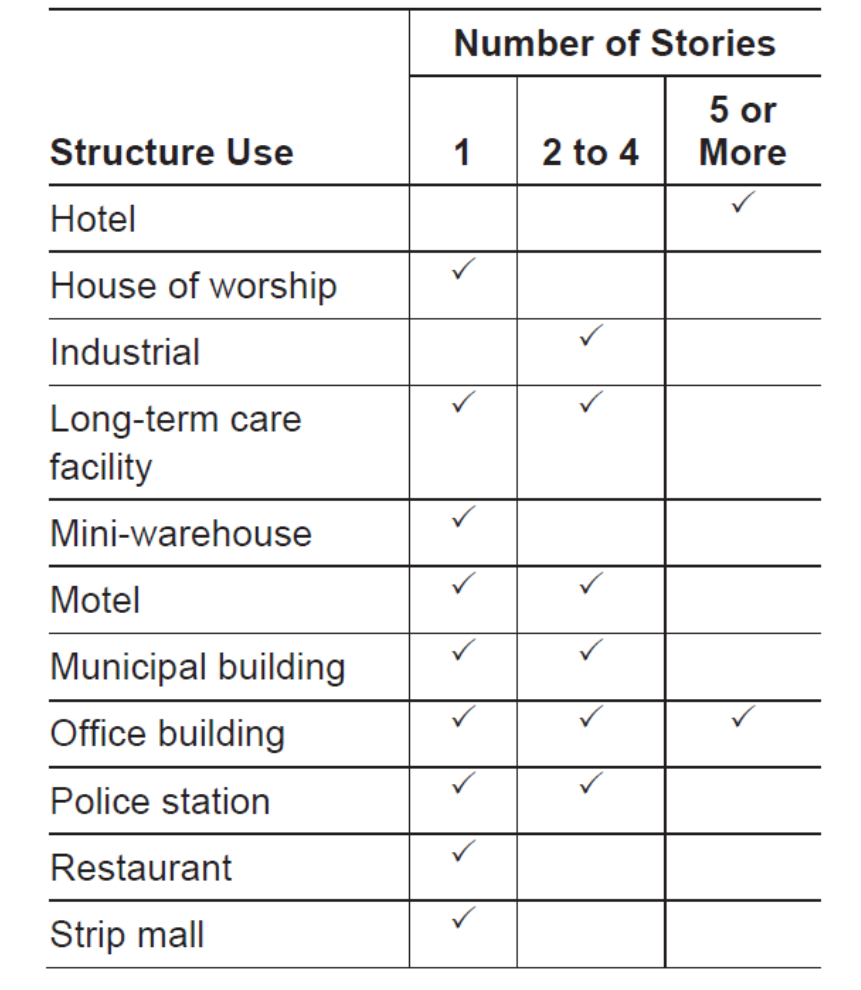 Number of Stories
Structure Use 1 2 to 4 5 or More
Hotel ✓
House of worship ✓
Industrial ✓
Long-term care facility ✓ ✓
Mini-warehouse ✓
Motel ✓ ✓
Municipal building ✓ ✓
Office building ✓ ✓ ✓
Police station ✓ ✓
Restaurant ✓
Strip mall ✓